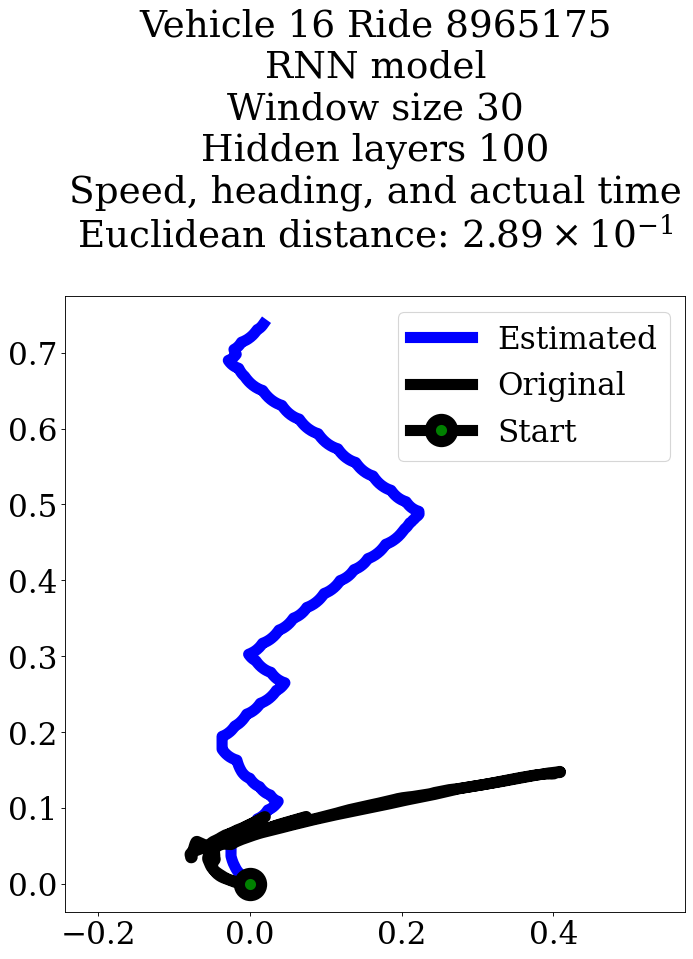 Vehicle 16 Ride 8965175
RNN model
Window size 30
Hidden layers 100
Speed, heading, and actual time
Euclidean distance: 2.89 × 10⁻¹
Estimated
Original
Start
0.7
0.6
0.5
0.4
0.3
0.2
0.1
0.0
−0.2 0.0 0.2 0.4